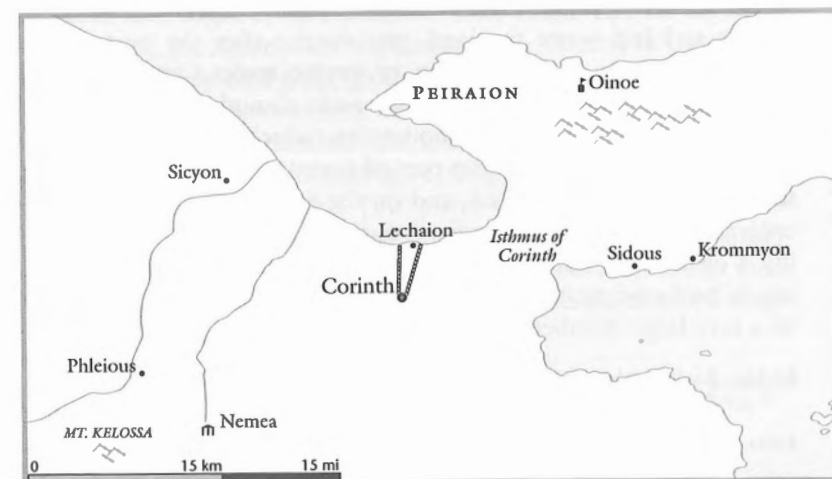 Oinoe
PEIRAION
Sicyon
Lechaion
Isthmus of
Corinth
Sidous
Krommyon
Corinth
Phleious
Nemea
MT. KELOSSA
0 15 km 15 mi